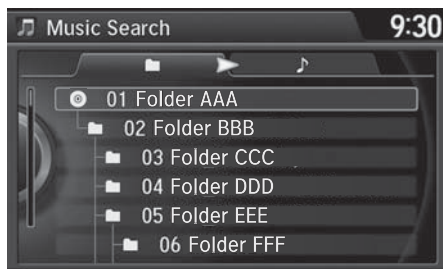 Music Search
9:30
01 Folder AAA
02 Folder BBB
03 Folder CCC
04 Folder DDD
05 Folder EEE
06 Folder FFF